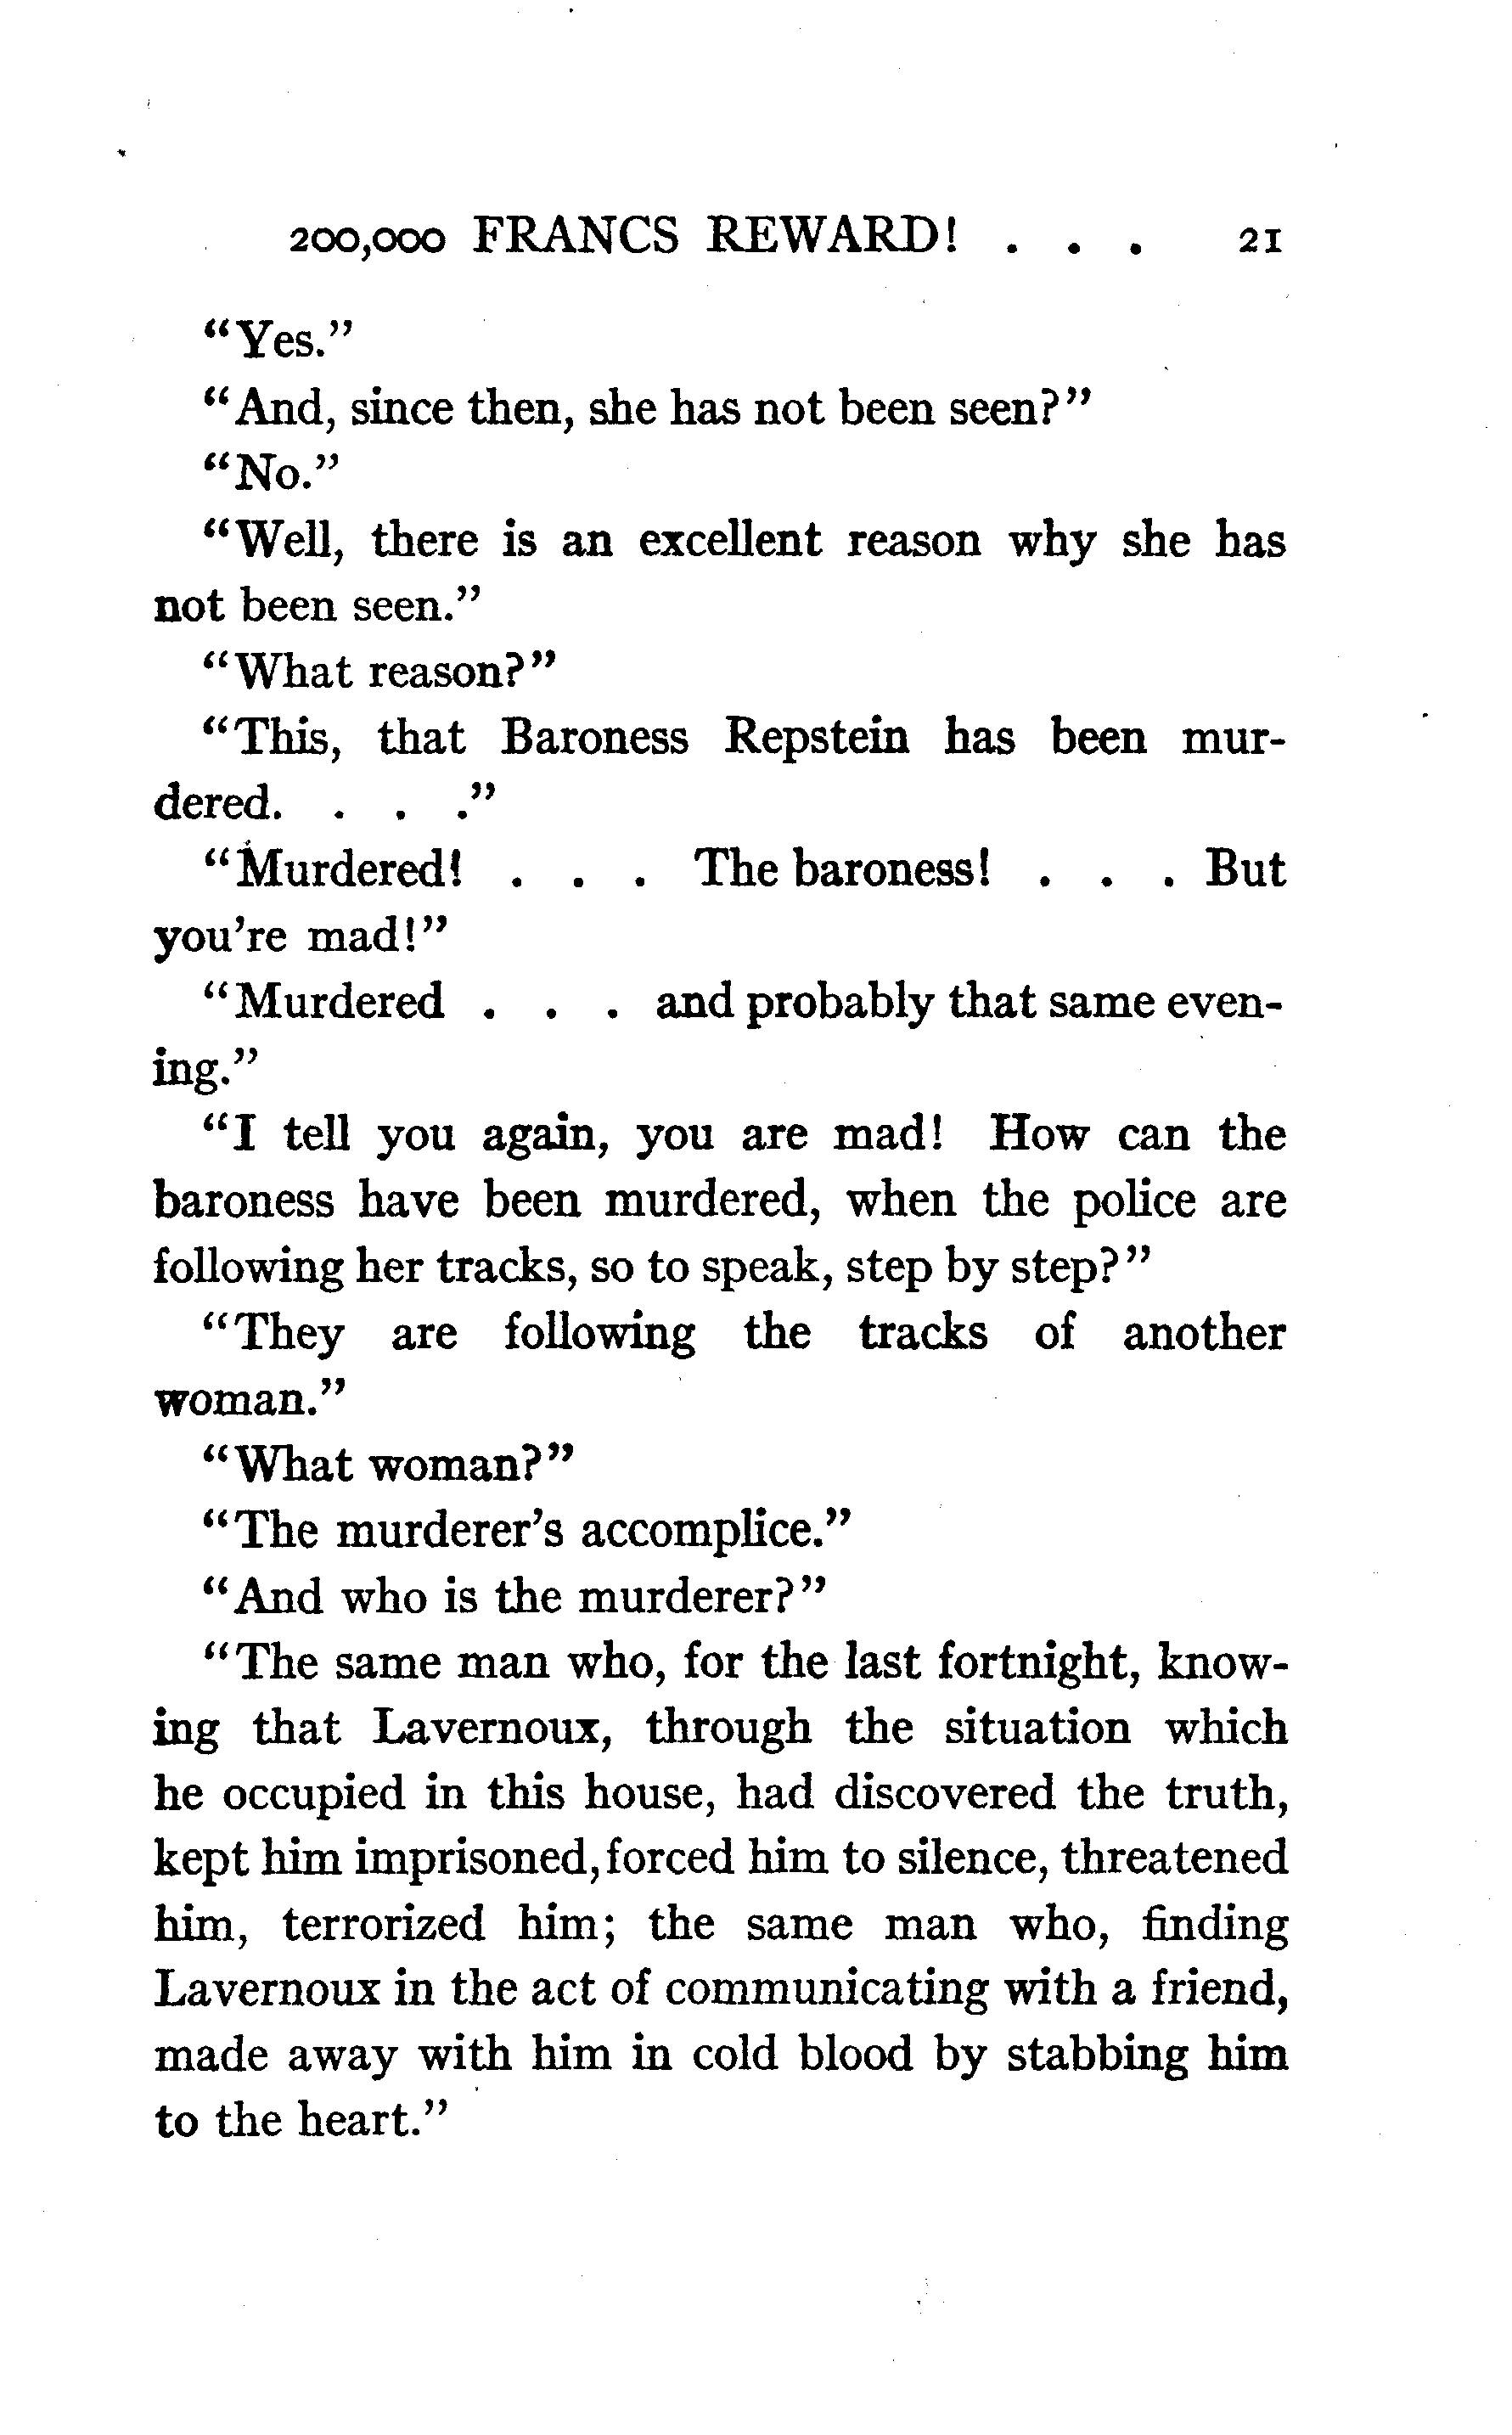 200,000 FRANCS REWARD! . . . 21
"Yes."
"And, since then, she has not been seen?"
"No."
"Well, there is an excellent reason why she has
not been seen."
"What reason?"
"This, that Baroness Repstein has been mur-
dered. . . ."
"Murdered! . . . The baroness! . . . But
you're mad!"
"Murdered . . . and probably that same even-
ing."
"I tell you again, you are mad! How can the
baroness have been murdered, when the police are
following her tracks, so to speak, step by step?"
"They are following the tracks of another
woman."
"What woman?"
"The murderer's accomplice."
"And who is the murderer?"
"The same man who, for the last fortnight, know-
ing that Lavernoux, through the situation which
he occupied in this house, had discovered the truth,
kept him imprisoned, forced him to silence, threatened
him, terrorized him; the same man who, finding
Lavernoux in the act of communicating with a friend,
made away with him in cold blood by stabbing him
to the heart."